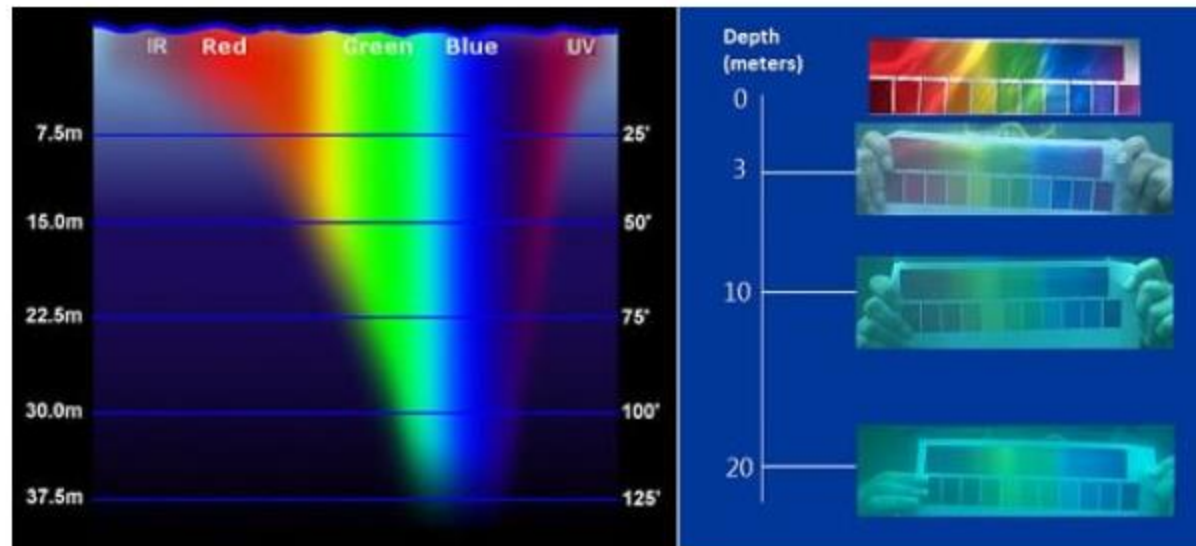 IR Red Green Blue UV
7.5m 25'
15.0m 50'
22.5m 75'
30.0m 100'
37.5m 125'
Depth
(meters)
0
3
10
20